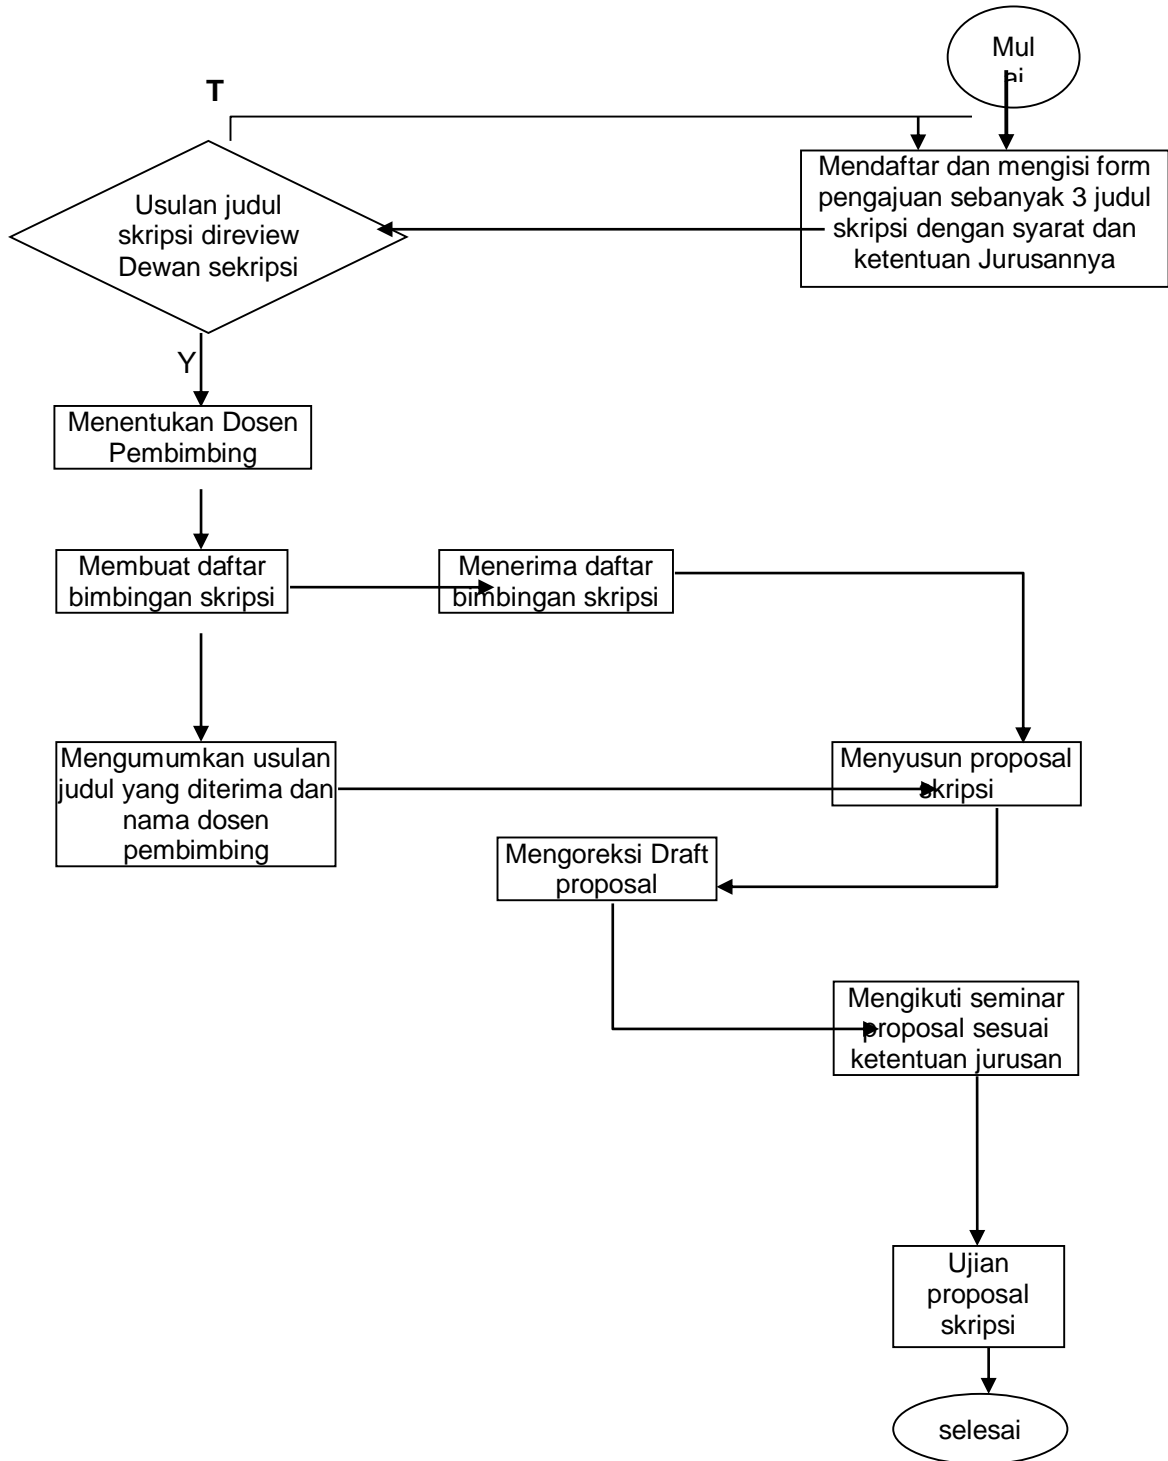 Mul
ai
T
Mendaftar dan mengisi form
pengajuan sebanyak 3 judul
skripsi dengan syarat dan
ketentuan Jurusannya
Usulan judul
skripsi direview
Dewan sekripsi
Y
Menentukan Dosen
Pembimbing
Membuat daftar
bimbingan skripsi
Menerima daftar
bimbingan skripsi
Mengumumkan usulan
judul yang diterima dan
nama dosen
pembimbing
Menyusun proposal
skripsi
Mengoreksi Draft
proposal
Mengikuti seminar
proposal sesuai
ketentuan jurusan
Ujian
proposal
skripsi
selesai